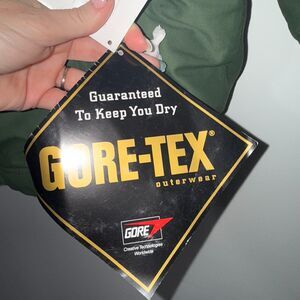 Guaranteed
To Keep You Dry
GORE-TEX®
outerwear
GORE
Creative Technologies
Worldwide